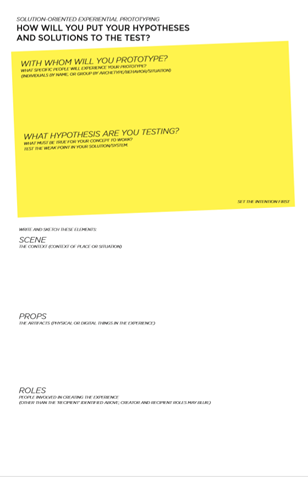 SOLUTION-ORIENTED EXPERIENTIAL PROTOTYPING
HOW WILL YOU PUT YOUR HYPOTHESES
AND SOLUTIONS TO THE TEST?
WITH WHOM WILL YOU PROTOTYPE?
WHAT SPECIFIC PEOPLE WILL EXPERIENCE YOUR PROTOTYPE?
(INDIVIDUALS BY NAME, OR GROUP BY ARCHETYPE/BEHAVIOR/SITUATION)
WHAT HYPOTHESIS ARE YOU TESTING?
WHAT MUST BE TRUE FOR YOUR CONCEPT TO WORK?
TEST THE WEAK POINT IN YOUR SOLUTION/SYSTEM.
SET THE INTENTION FIRST
WRITE AND SKETCH THESE ELEMENTS:
SCENE
THE CONTEXT (CONTEXT OF PLACE OR SITUATION)
PROPS
THE ARTIFACTS (PHYSICAL OR DIGITAL THINGS IN THE EXPERIENCE).
ROLES
PEOPLE INVOLVED IN CREATING THE EXPERIENCE
(OTHER THAN THE "RECIPIENT" IDENTIFIED ABOVE, CREATOR AND RECIPIENT ROLES MAY BLUR).